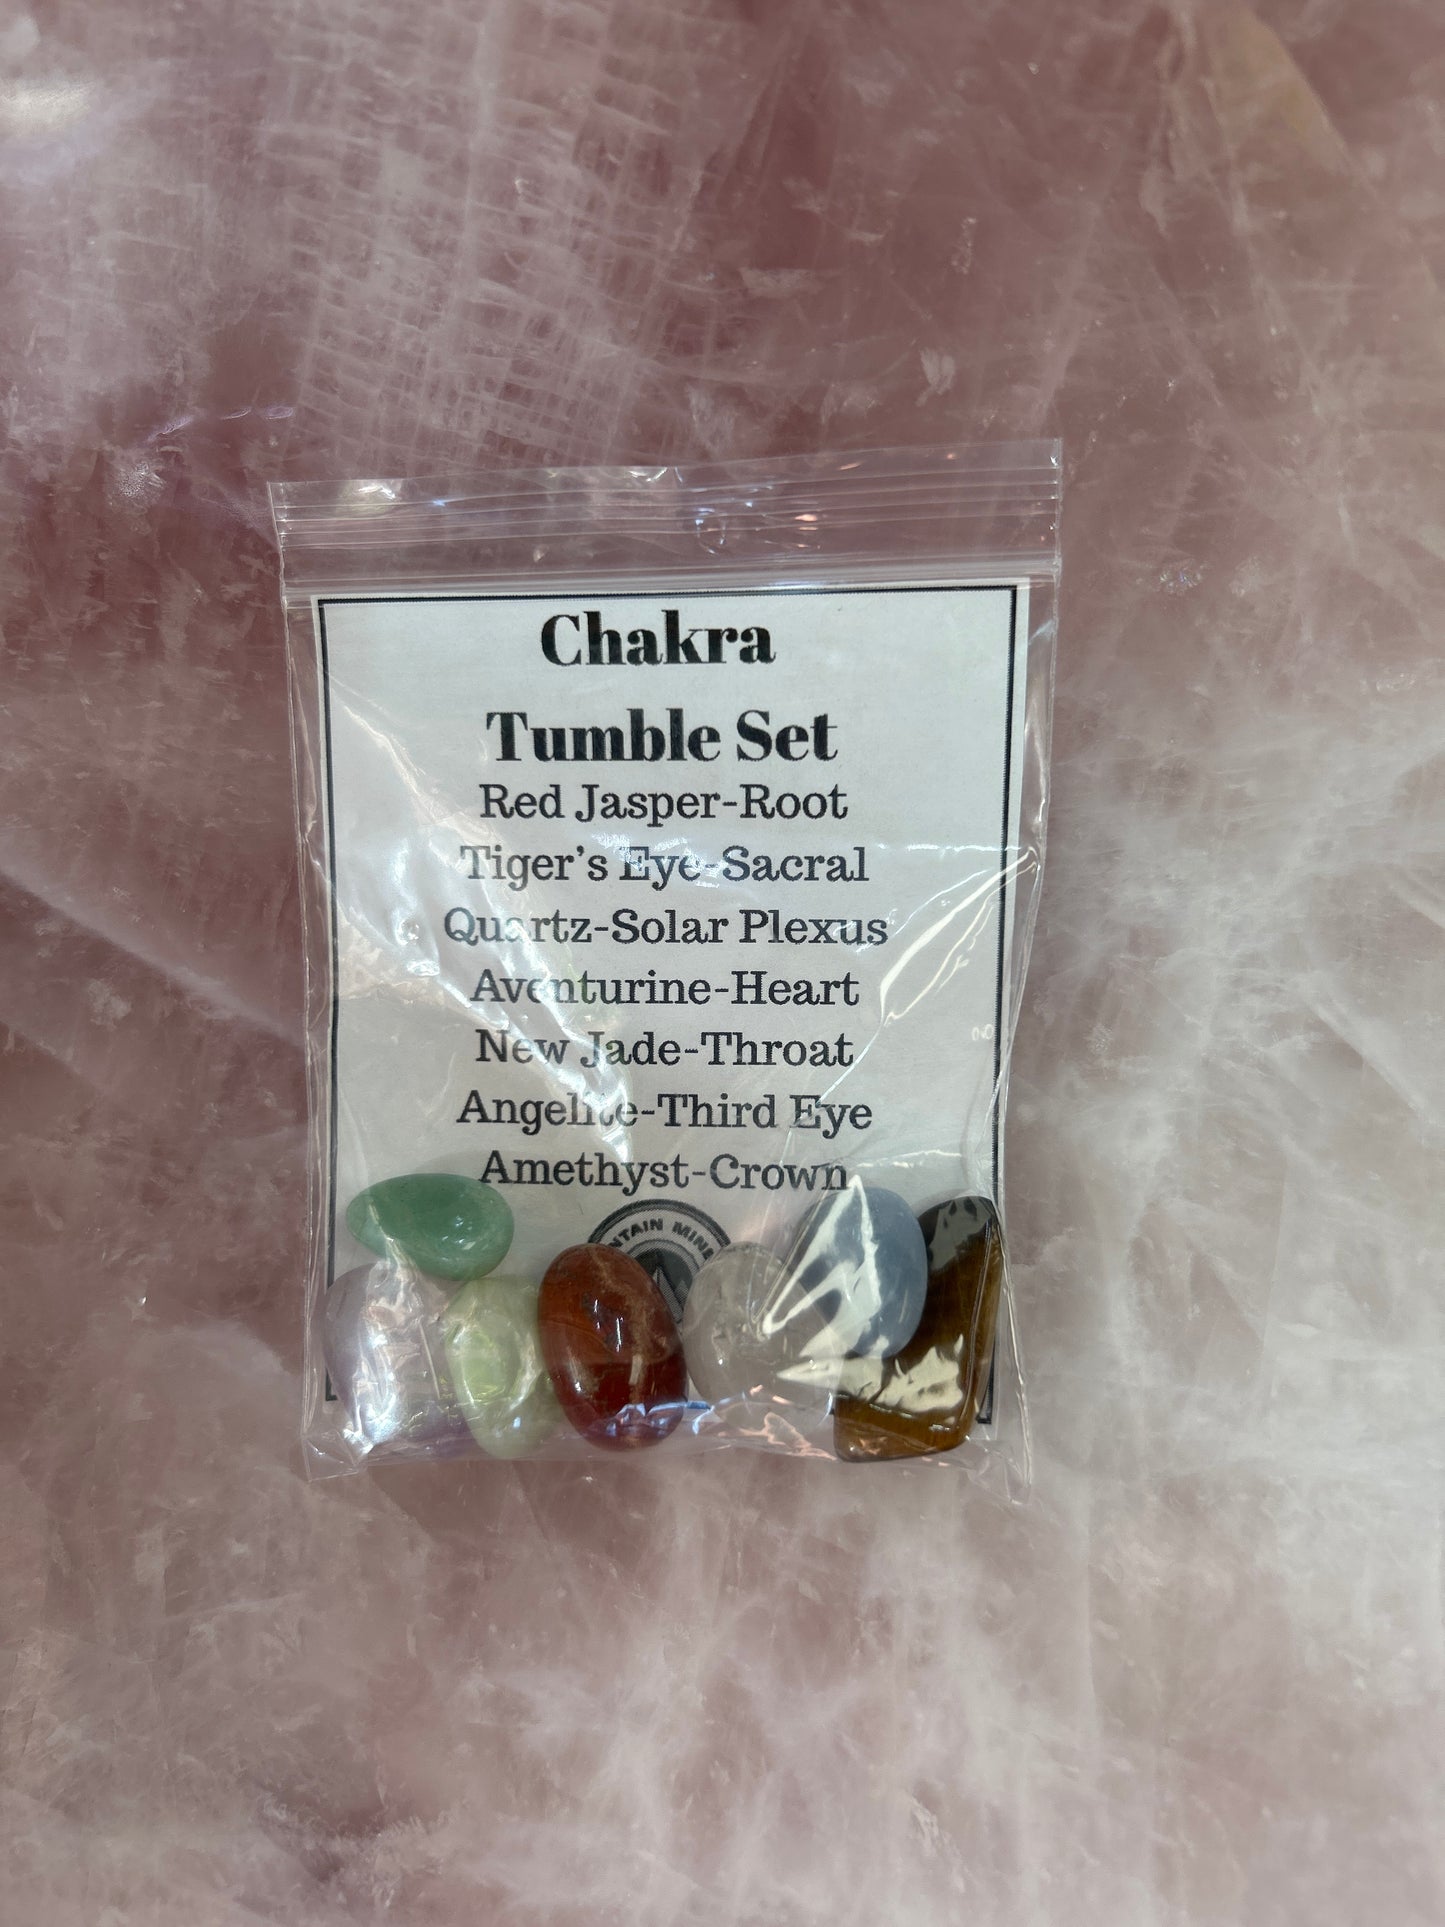 Chakra
Tumble Set
Red Jasper-Root
Tiger's Eye-Sacral
Quartz-Solar Plexus
Aventurine-Heart
New Jade-Throat
Angelite-Third Eye
Amethyst-Crown